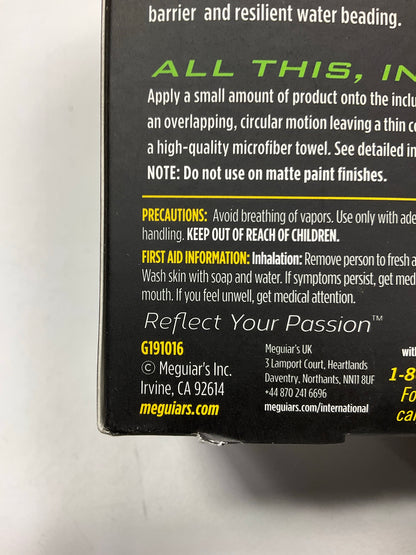 barrier and resilient water beading.
ALL THIS, IN
Apply a small amount of product onto the inclu
an overlapping, circular motion leaving a thin c
a high-quality microfiber towel. See detailed in
NOTE: Do not use on matte paint finishes.
PRECAUTIONS: Avoid breathing of vapors. Use only with ade
handling. KEEP OUT OF REACH OF CHILDREN.
FIRST AID INFORMATION: Inhalation: Remove person to fresh a
Wash skin with soap and water. If symptoms persist, get med
mouth. If you feel unwell, get medical attention.
Reflect Your Passion™
G191016
© Meguiar's Inc.
Irvine, CA 92614
meguiars.com
Meguiar's UK
3 Lamport Court, Heartlands
Daventry, Northants, NN11 8UF
+44 870 241 6696
meguiars.com/international
with
1-8
Fo
can